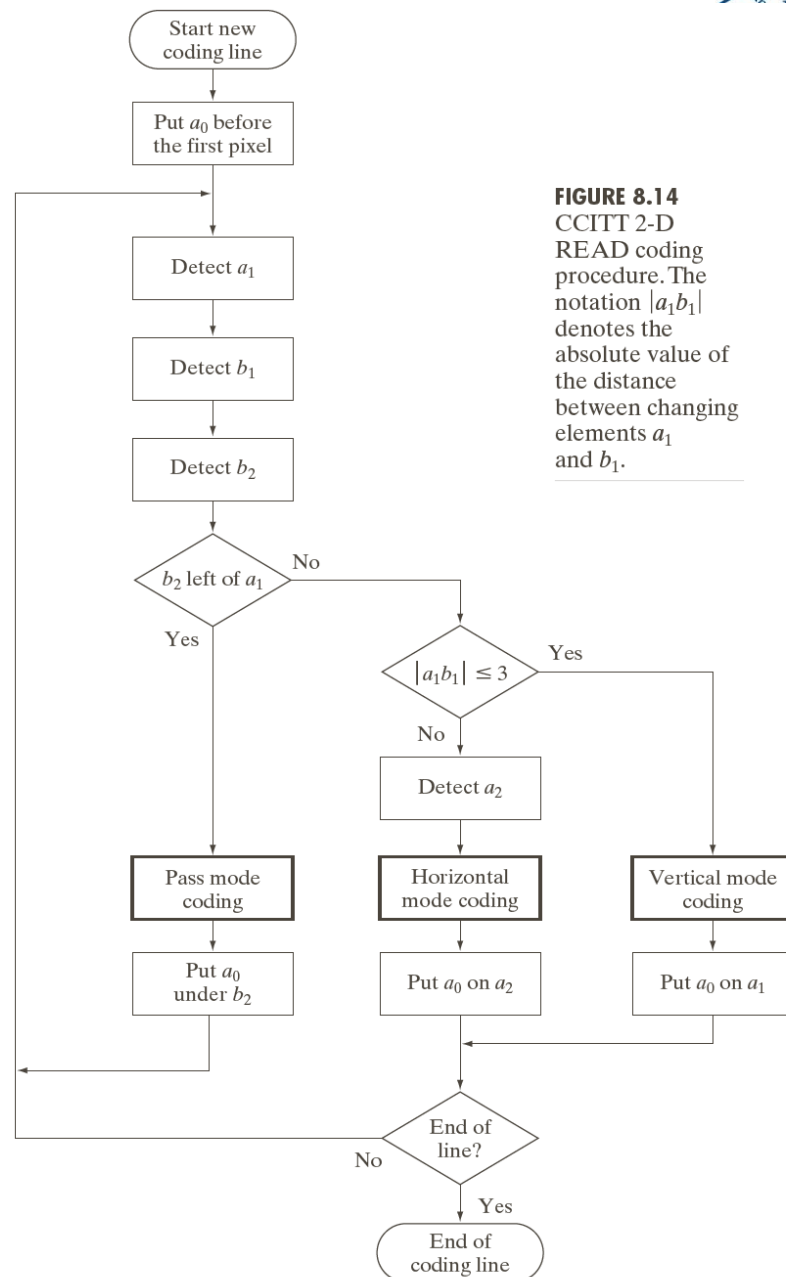 Start new
coding line
Put a₀ before
the first pixel
FIGURE 8.14
CCITT 2-D
READ coding
procedure. The
notation |a₁b₁|
denotes the
absolute value of
the distance
between changing
elements a₁
and b₁.
Detect a₁
Detect b₁
Detect b₂
b₂ left of a₁
No
Yes
|a₁b₁| ≤ 3
Yes
No
Detect a₂
Pass mode
coding
Horizontal
mode coding
Vertical mode
coding
Put a₀
under b₂
Put a₀ on a₂
Put a₀ on a₁
End of
line?
No
Yes
End of
coding line